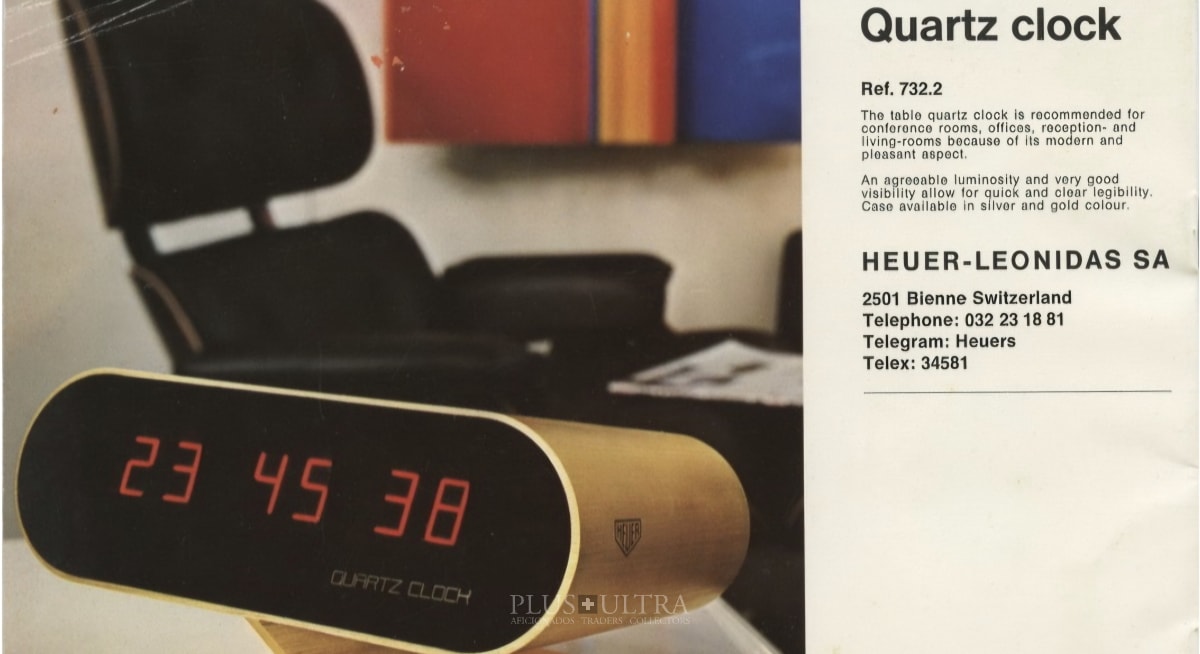 Quartz clock
Ref. 732.2
The table quartz clock is recommended for
conference rooms, offices, reception- and
living-rooms because of its modern and
pleasant aspect.
An agreeable luminosity and very good
visibility allow for quick and clear legibility.
Case available in silver and gold colour.
HEUER-LEONIDAS SA
2501 Bienne Switzerland
Telephone: 032 23 18 81
Telegram: Heuers
Telex: 34581
23 45 38
QUARTZ CLOCK
HEUER
PLUS+ULTRA
AFICIONADOS · TRADERS · COLLECTORS